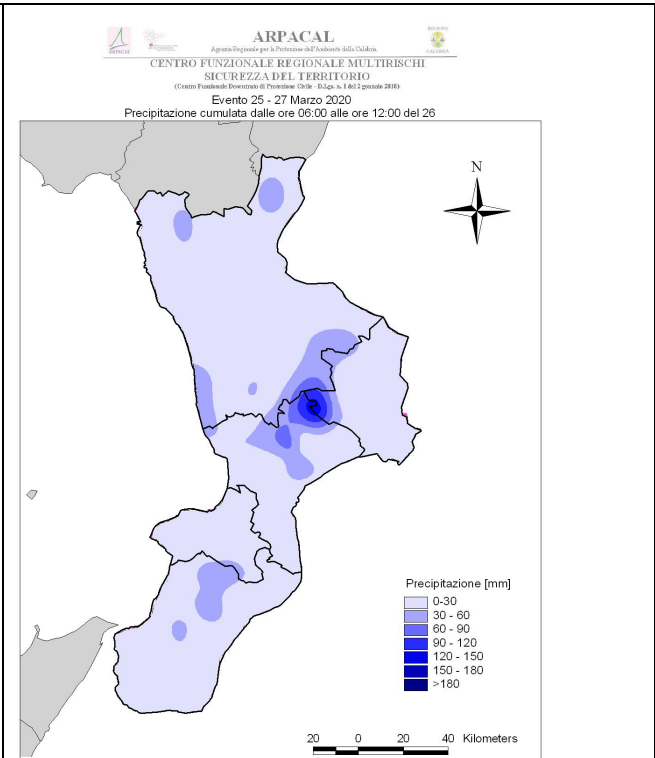 ARPACAL
REGIONE
CALABRIA
ARPACAL
Agenzia Regionale per la Protezione dell'Ambiente della Calabria
CENTRO FUNZIONALE REGIONALE MULTIRISCHI
SICUREZZA DEL TERRITORIO
(Centro Funzionale Decentrato di Protezione Civile - D.Lgs. n. 1 del 2 gennaio 2018)
Evento 25 - 27 Marzo 2020
Precipitazione cumulata dalle ore 06:00 alle ore 12:00 del 26
N
Precipitazione [mm]
0-30
30 - 60
60 - 90
90 - 120
120 - 150
150 - 180
>180
20 0 20 40 Kilometers